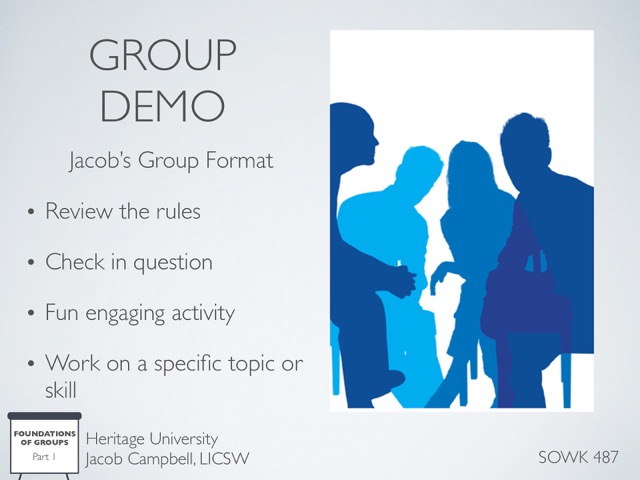 GROUP
DEMO
Jacob's Group Format
• Review the rules
• Check in question
• Fun engaging activity
• Work on a specific topic or
skill
FOUNDATIONS
OF GROUPS
Part 1
Heritage University
Jacob Campbell, LICSW
SOWK 487